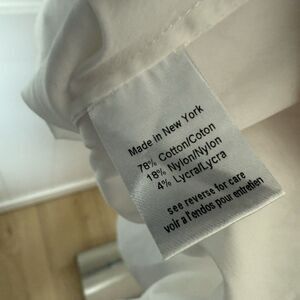 Made in New York
78% Cotton/Coton
18% Nylon/Nylon
4% Lycra/Lycra
see reverse for care
voir a l'endos pour entretien